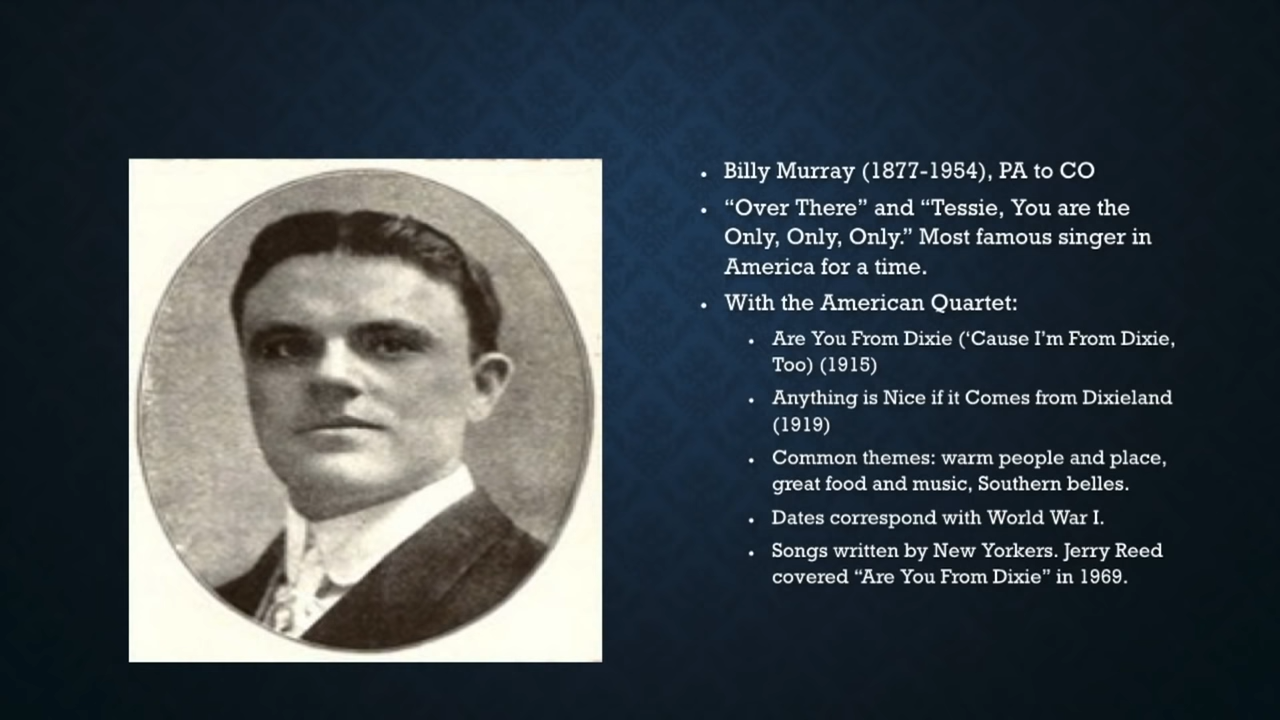 Billy Murray (1877-1954), PA to CO
“Over There” and “Tessie, You are the
Only, Only, Only.” Most famous singer in
America for a time.
With the American Quartet:
Are You From Dixie (‘Cause I’m From Dixie,
Too) (1915)
Anything is Nice if it Comes from Dixieland
(1919)
Common themes: warm people and place,
great food and music, Southern belles.
Dates correspond with World War I.
Songs written by New Yorkers. Jerry Reed
covered “Are You From Dixie” in 1969.